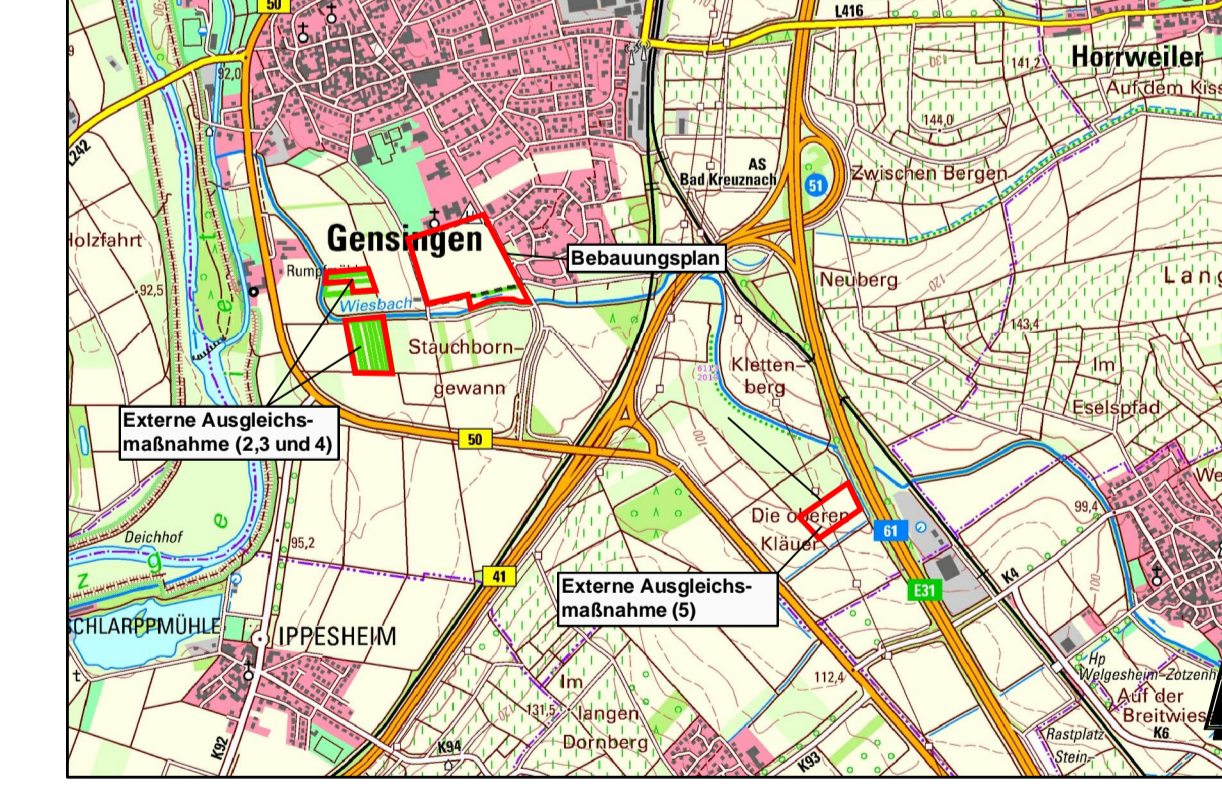 50
L416
Horrweiler
141,2
Auf dem Kiss
92,0
144,0
L242
AS
Bad Kreuznach
51
Zwischen Bergen
Holzfahrt
Gensingen
Bebauungsplan
Neuberg
Lang
92,5
Wiesbach
120
143,4
Stauchborn-
gewann
Kletten-
berg
Im
Eselspfad
Externe Ausgleichs-
maßnahme (2,3 und 4)
50
100
We
99,4
Die oberen
Kläuer
61
Deichhof
95,2
e
z
g
41
Externe Ausgleichs-
maßnahme (5)
E31
K4
100
SCHLARPPMÜHLE
IPPESHEIM
t
Im
langen
Dornberg
131,5
120
112,4
Hp
Welgesheim-Zotzenh
Auf der
Breitwies
K6
Rastplatz
Stein-
K92
K94
K93